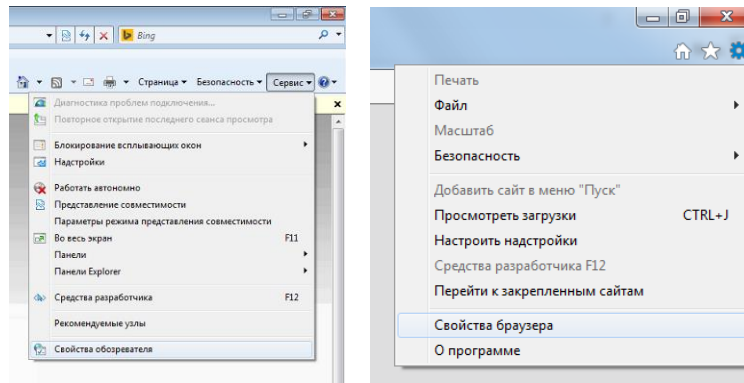 Bing
Страница Безопасность Сервис
Диагностика проблем подключения...
Повторное открытие последнего сеанса просмотра
Блокирование всплывающих окон
Надстройки
Работать автономно
Представление совместимости
Параметры режима представления совместимости
Во весь экран F11
Панели
Панели Explorer
Средства разработчика F12
Рекомендуемые узлы
Свойства обозревателя
Печать
Файл
Масштаб
Безопасность
Добавить сайт в меню "Пуск"
Просмотреть загрузки CTRL+J
Настроить надстройки
Средства разработчика F12
Перейти к закрепленным сайтам
Свойства браузера
О программе